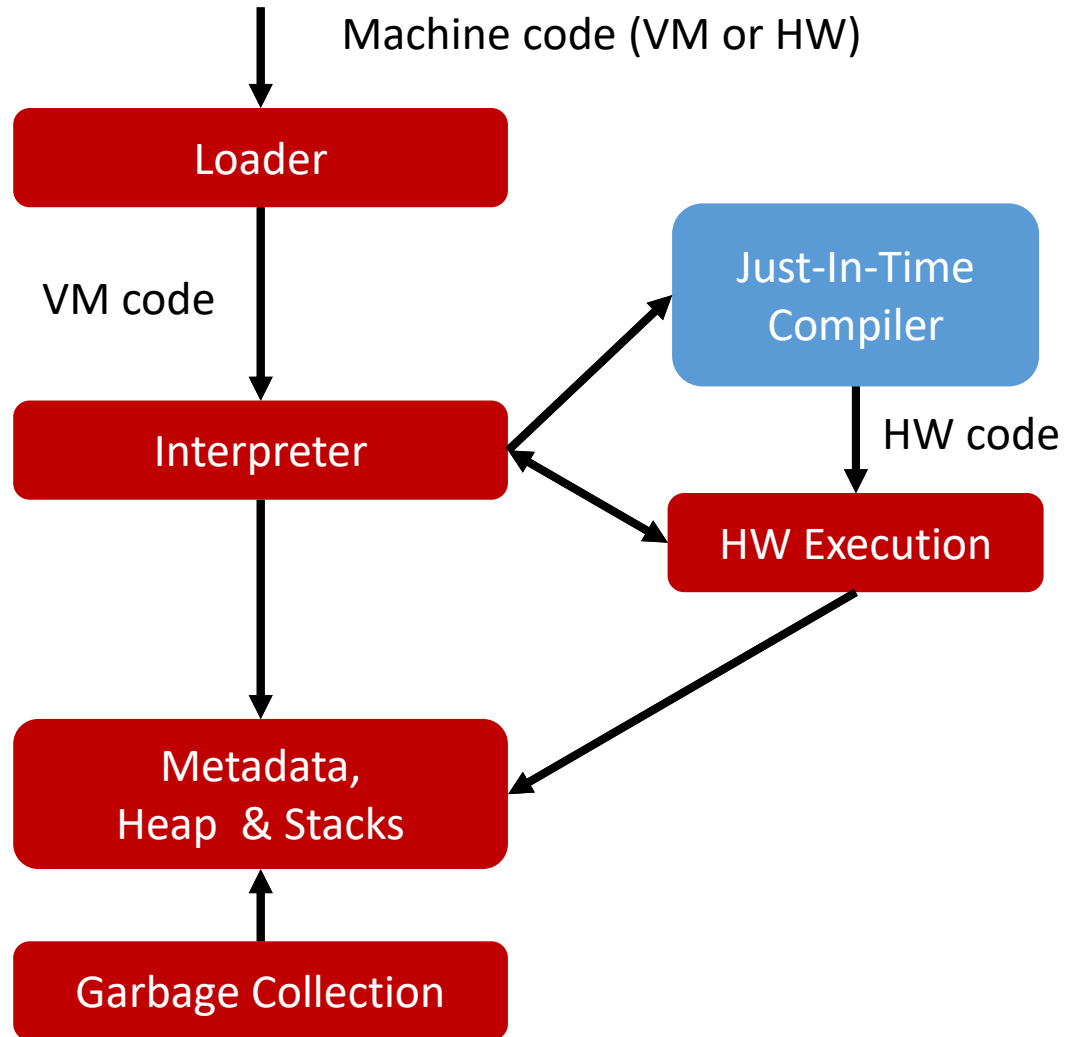 Machine code (VM or HW)
Loader
VM code
Just-In-Time
Compiler
Interpreter
HW code
HW Execution
Metadata,
Heap & Stacks
Garbage Collection